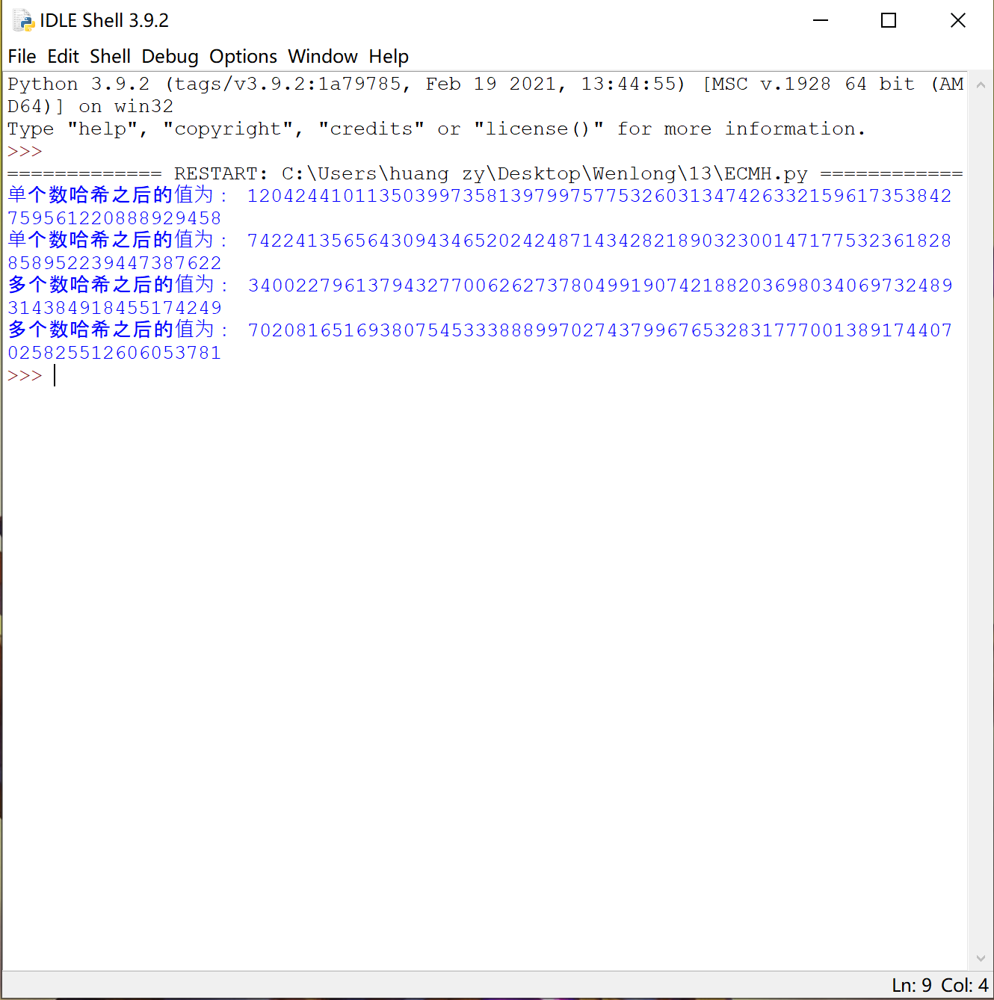 IDLE Shell 3.9.2
File Edit Shell Debug Options Window Help
Python 3.9.2 (tags/v3.9.2:1a79785, Feb 19 2021, 13:44:55) [MSC v.1928 64 bit (AM
D64)] on win32
Type "help", "copyright", "credits" or "license()" for more information.
>>>
============= RESTART: C:\Users\huang zy\Desktop\Wenlong\13\ECMH.py ============
单个数哈希之后的值为： 12042441011350399735813979975775326031347426332159617353842
759561220888929458
单个数哈希之后的值为： 742241356564309434652024248714342821890323001471177532361828
858952239447387622
多个数哈希之后的值为： 34002279613794327700626273780499190742188203698034069732489
314384918455174249
多个数哈希之后的值为： 70208165169380754533388899702743799676532831777001389174407
025825512606053781
>>>
Ln: 9 Col: 4